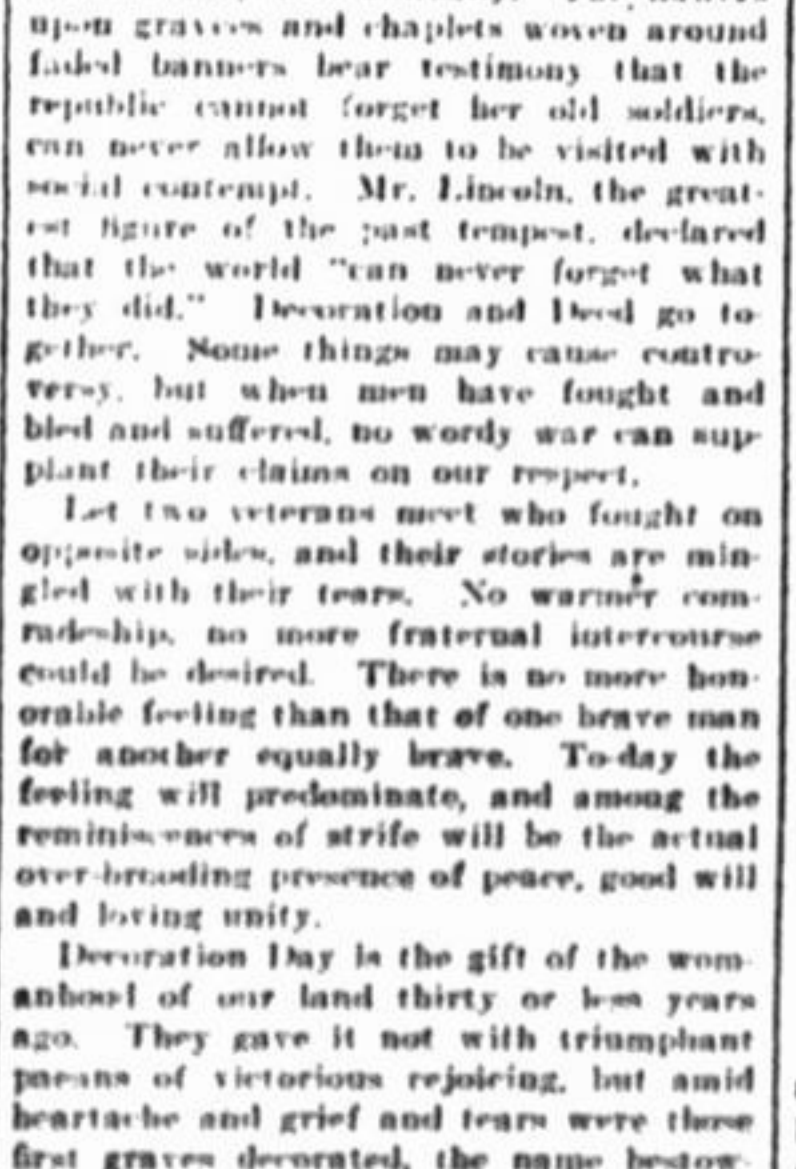 upon graves and chaplets woven around
faded banners bear testimony that the
republic cannot forget her old soldiers,
can never allow them to be visited with
social contempt. Mr. Lincoln, the great-
est figure of the past tempest, declared
that the world "can never forget what
they did." Decoration and Deed go to-
gether. Some things may cause contro-
versy, but when men have fought and
bled and suffered, no wordy war can sup-
plant their claims on our respect.
Let two veterans meet who fought on
opposite sides, and their stories are min-
gled with their tears. No warmer com-
radeship, no more fraternal intercourse
could be desired. There is no more hon-
orable feeling than that of one brave man
for another equally brave. To-day the
feeling will predominate, and among the
reminiscences of strife will be the actual
over-brooding presence of peace, good will
and loving unity.
Decoration Day is the gift of the wom-
anhood of our land thirty or less years
ago. They gave it not with triumphant
paeans of victorious rejoicing, but amid
heartache and grief and tears were those
first graves decorated, the name bestow-